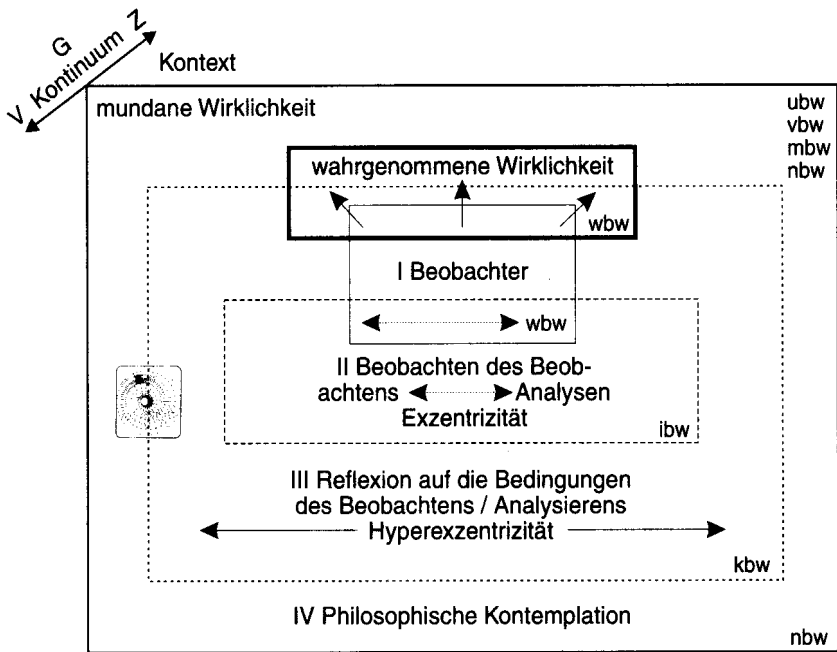 G
V Kontinuum Z
Kontext
mundane Wirklichkeit
ubw
vbw
mbw
nbw
wahrgenommene Wirklichkeit
wbw
I Beobachter
wbw
II Beobachten des Beob-
achtens Analysen
Exzentrizität
ibw
III Reflexion auf die Bedingungen
des Beobachtens / Analysierens
Hyperexzentrizität
kbw
IV Philosophische Kontemplation
nbw